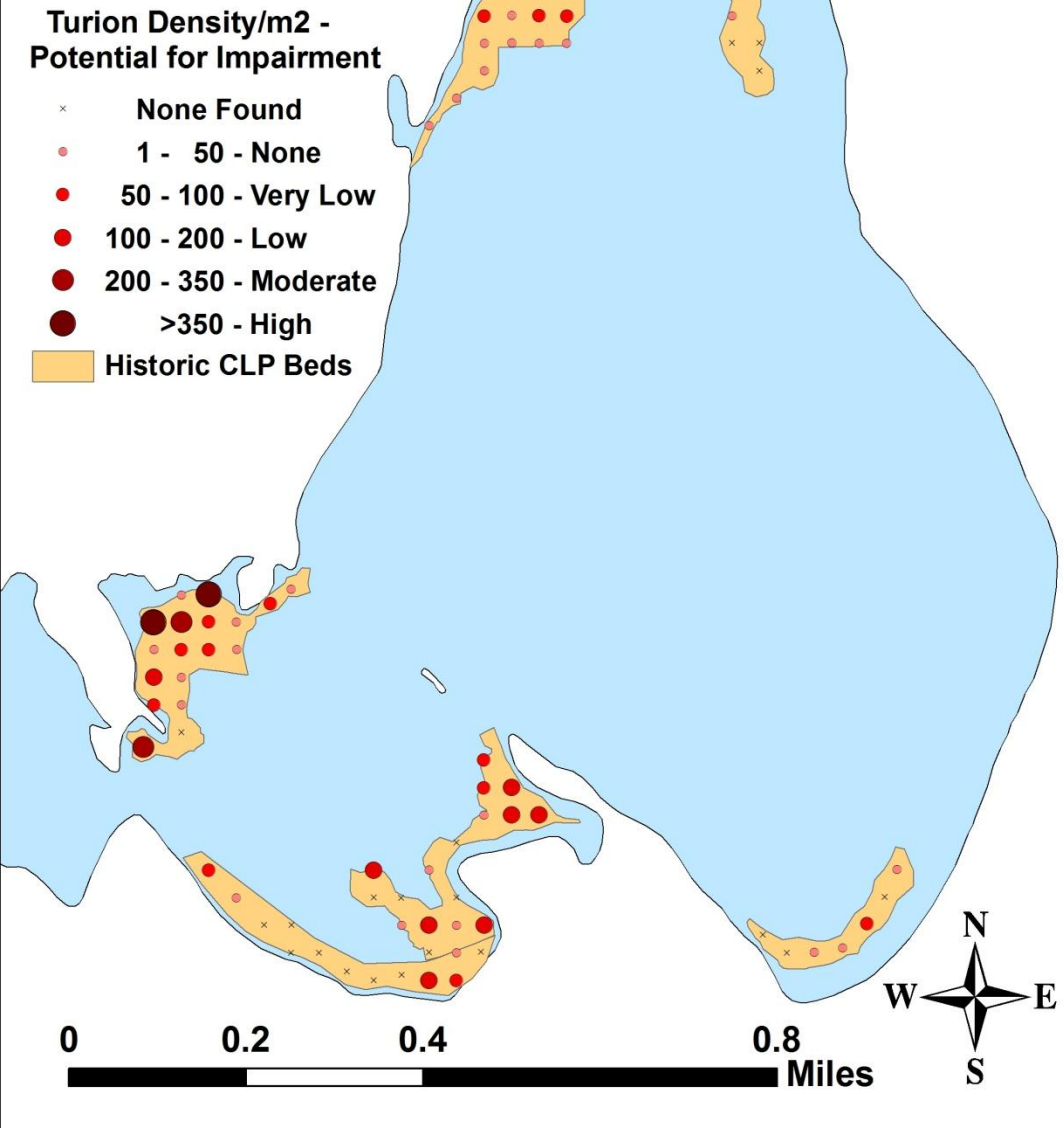 Turion Density/m2 -
Potential for Impairment
None Found
1 - 50 - None
50 - 100 - Very Low
100 - 200 - Low
200 - 350 - Moderate
>350 - High
Historic CLP Beds
N
W E
S
0 0.2 0.4 0.8
Miles